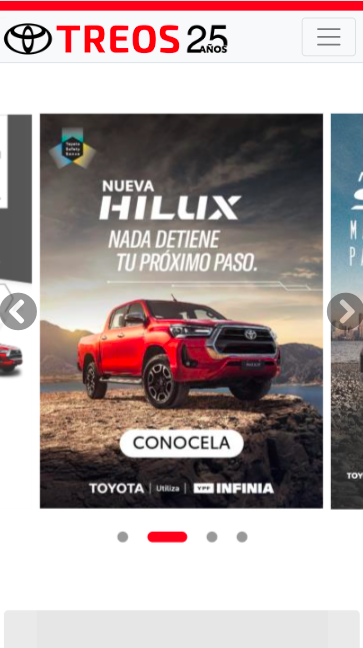 TREOS 25
AÑOS
Toyota
Safety
Sense
NUEVA
HILUX
NADA DETIENE
TU PRÓXIMO PASO.
CONOCELA
TOYOTA | Utiliza | YPF INFINIA